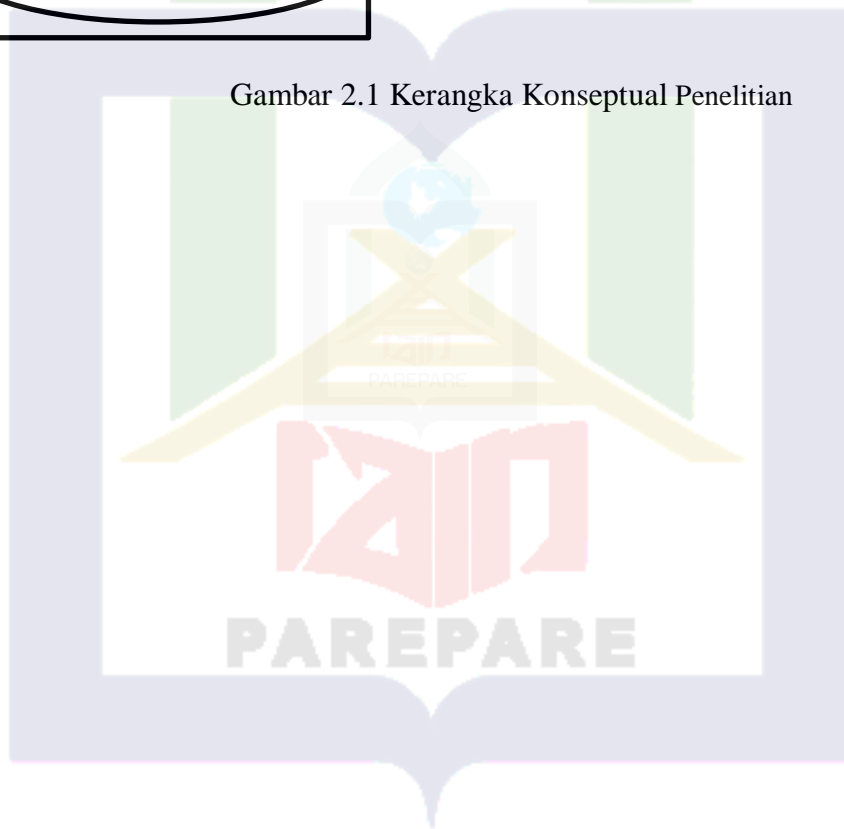 Gambar 2.1 Kerangka Konseptual Penelitian
iain
PAREPARE
iain
PAREPARE